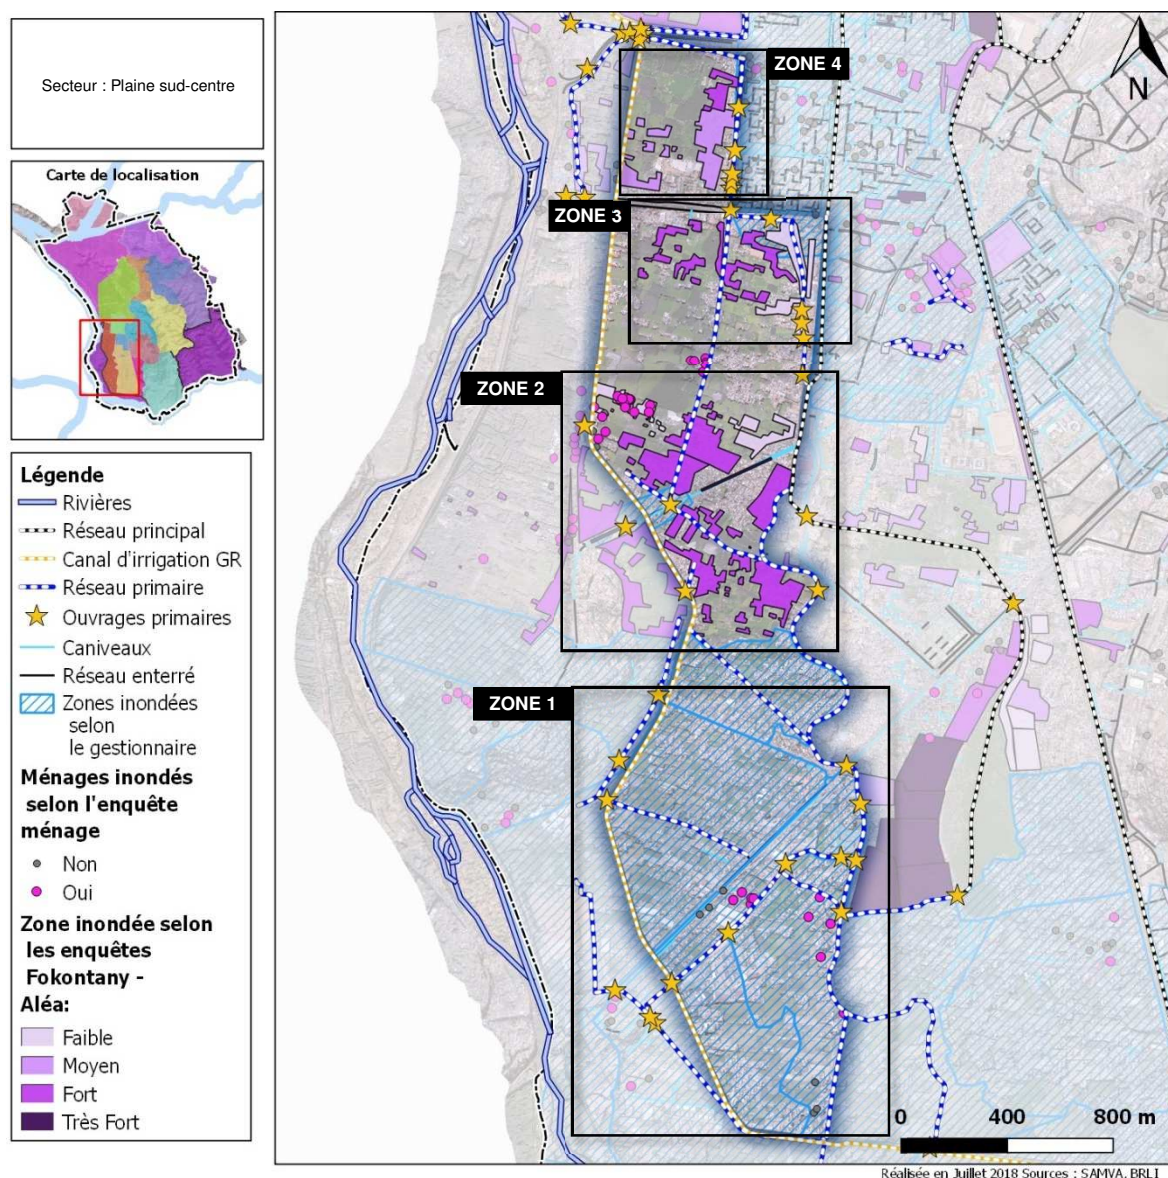 Secteur : Plaine sud-centre
Carte de localisation
Légende
Rivières
Réseau principal
Canal d'irrigation GR
Réseau primaire
Ouvrages primaires
Caniveaux
Réseau enterré
Zones inondées
selon
le gestionnaire
Ménages inondés
selon l'enquête
ménage
Non
Oui
Zone inondée selon
les enquêtes
Fokontany -
Aléa:
Faible
Moyen
Fort
Très Fort
ZONE 4
N
ZONE 3
ZONE 2
ZONE 1
0 400 800 m
Réalisée en Juillet 2018 Sources : SAMVA, BRLI